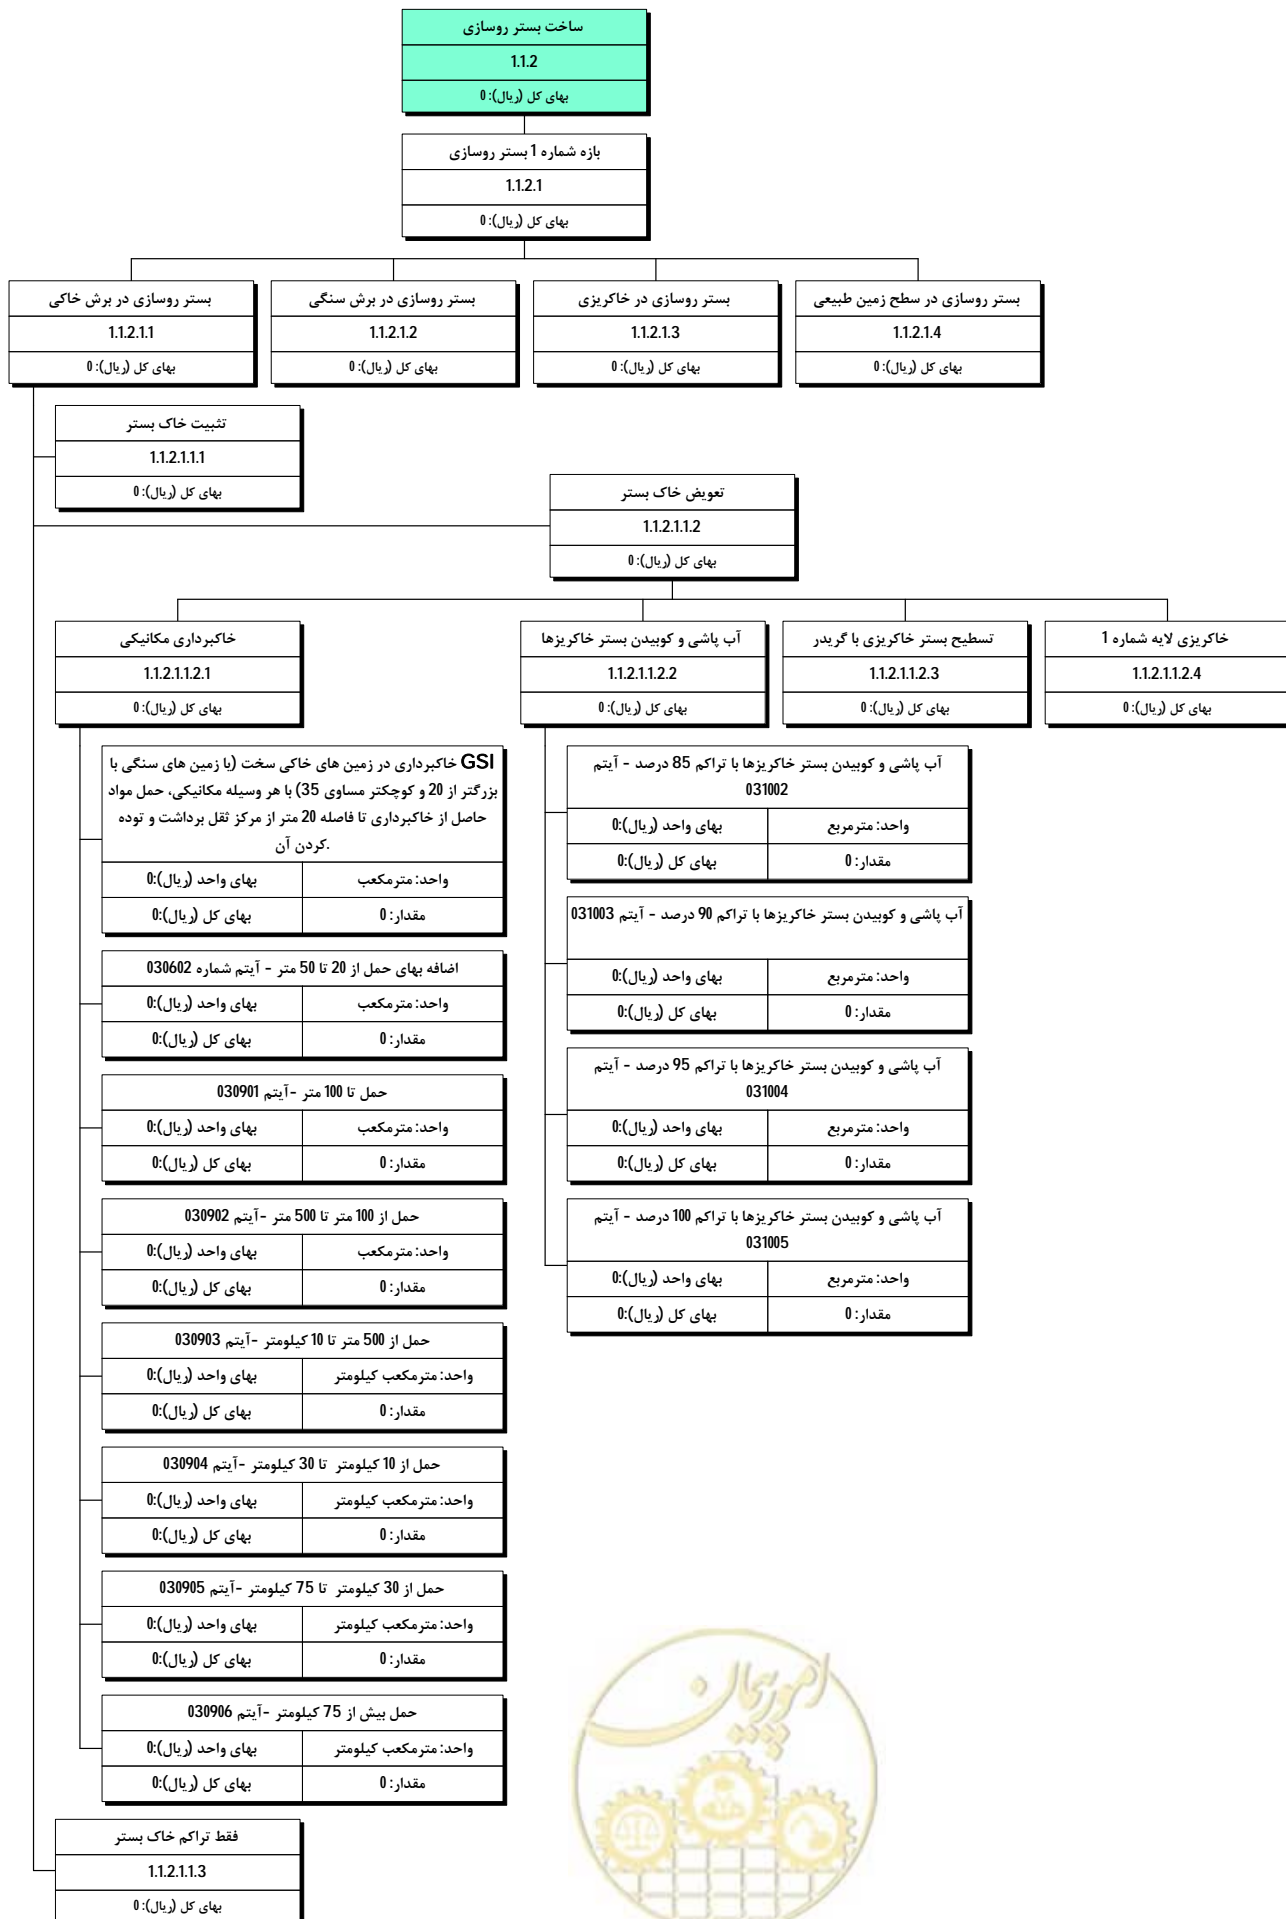 ساخت بستر روسازی
1.1.2
بهای کل (ریال): 0
بازه شماره 1 بستر روسازی
1.1.2.1
بهای کل (ریال): 0
بستر روسازی در برش خاکی
1.1.2.1.1
بهای کل (ریال): 0
بستر روسازی در برش سنگی
1.1.2.1.2
بهای کل (ریال): 0
بستر روسازی در خاکریزی
1.1.2.1.3
بهای کل (ریال): 0
بستر روسازی در سطح زمین طبیعی
1.1.2.1.4
بهای کل (ریال): 0
تثبیت خاک بستر
1.1.2.1.1.1
بهای کل (ریال): 0
تعویض خاک بستر
1.1.2.1.1.2
بهای کل (ریال): 0
خاکبرداری مکانیکی
1.1.2.1.1.2.1
بهای کل (ریال): 0
آب پاشی و کوبیدن بستر خاکریزها
1.1.2.1.1.2.2
بهای کل (ریال): 0
تسطیح بستر خاکریزی با گریدر
1.1.2.1.1.2.3
بهای کل (ریال): 0
خاکریزی لایه شماره 1
1.1.2.1.1.2.4
بهای کل (ریال): 0
GSI خاکبرداری در زمین های خاکی سخت (یا زمین های سنگی با
بزرگتر از 20 و کوچکتر مساوی 35) با هر وسیله مکانیکی، حمل مواد
حاصل از خاکبرداری تا فاصله 20 متر از مرکز ثقل برداشت و توده
کردن آن.
واحد: مترمکعب
بهای واحد (ریال):0
مقدار: 0
بهای کل (ریال):0
اضافه بهای حمل از 20 تا 50 متر - آیتم شماره 030602
واحد: مترمکعب
بهای واحد (ریال):0
مقدار: 0
بهای کل (ریال):0
حمل تا 100 متر -آیتم 030901
واحد: مترمکعب
بهای واحد (ریال):0
مقدار: 0
بهای کل (ریال):0
حمل از 100 متر تا 500 متر -آیتم 030902
واحد: مترمکعب
بهای واحد (ریال):0
مقدار: 0
بهای کل (ریال):0
حمل از 500 متر تا 10 کیلومتر -آیتم 030903
واحد: مترمکعب کیلومتر
بهای واحد (ریال):0
مقدار: 0
بهای کل (ریال):0
حمل از 10 کیلومتر تا 30 کیلومتر -آیتم 030904
واحد: مترمکعب کیلومتر
بهای واحد (ریال):0
مقدار: 0
بهای کل (ریال):0
حمل از 30 کیلومتر تا 75 کیلومتر -آیتم 030905
واحد: مترمکعب کیلومتر
بهای واحد (ریال):0
مقدار: 0
بهای کل (ریال):0
حمل بیش از 75 کیلومتر -آیتم 030906
واحد: مترمکعب کیلومتر
بهای واحد (ریال):0
مقدار: 0
بهای کل (ریال):0
آب پاشی و کوبیدن بستر خاکریزها با تراکم 85 درصد - آیتم
031002
واحد: مترمربع
بهای واحد (ریال):0
مقدار: 0
بهای کل (ریال):0
آب پاشی و کوبیدن بستر خاکریزها با تراکم 90 درصد - آیتم 031003
واحد: مترمربع
بهای واحد (ریال):0
مقدار: 0
بهای کل (ریال):0
آب پاشی و کوبیدن بستر خاکریزها با تراکم 95 درصد - آیتم
031004
واحد: مترمربع
بهای واحد (ریال):0
مقدار: 0
بهای کل (ریال):0
آب پاشی و کوبیدن بستر خاکریزها با تراکم 100 درصد - آیتم
031005
واحد: مترمربع
بهای واحد (ریال):0
مقدار: 0
بهای کل (ریال):0
فقط تراکم خاک بستر
1.1.2.1.1.3
بهای کل (ریال): 0
امور پیمان